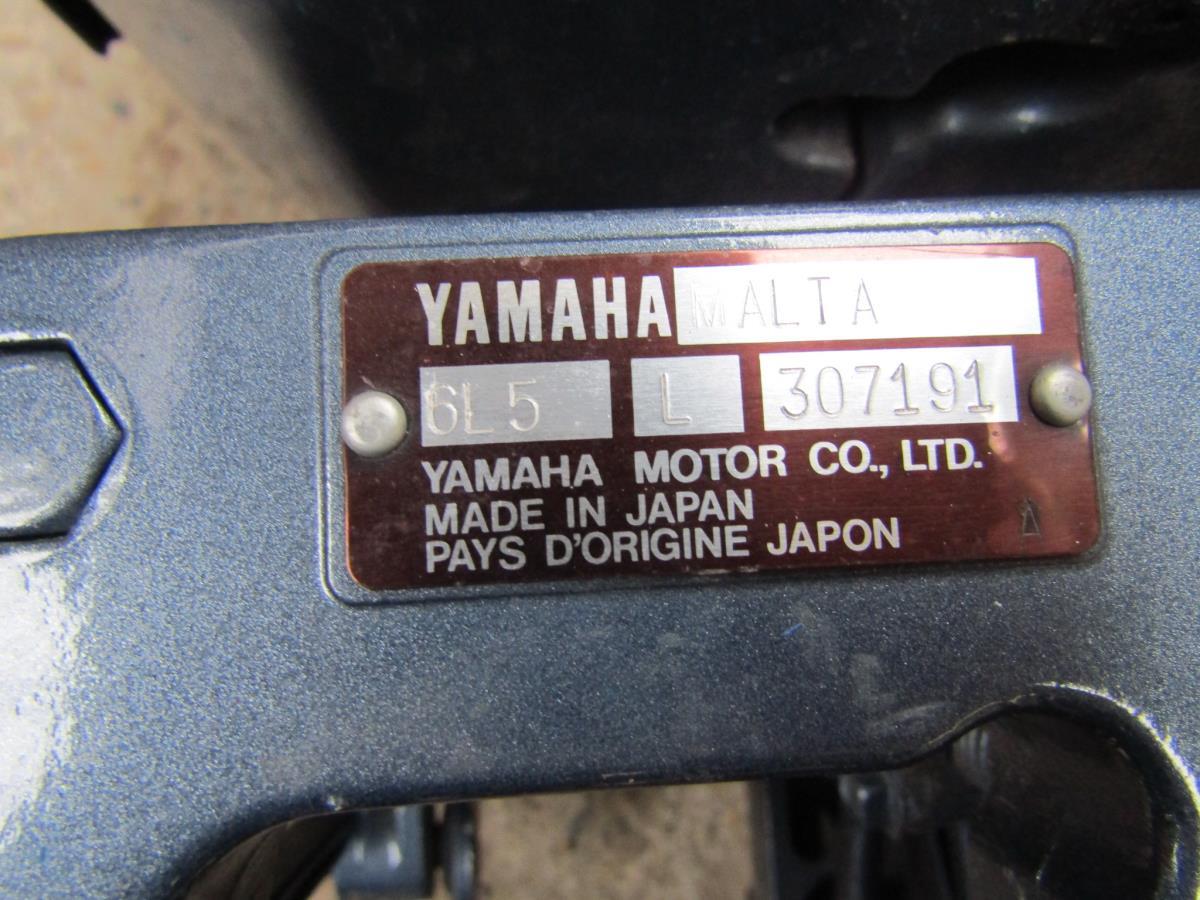 YAMAHA MALTA
6L5 L 307191
YAMAHA MOTOR CO., LTD.
MADE IN JAPAN
PAYS D'ORIGINE JAPON